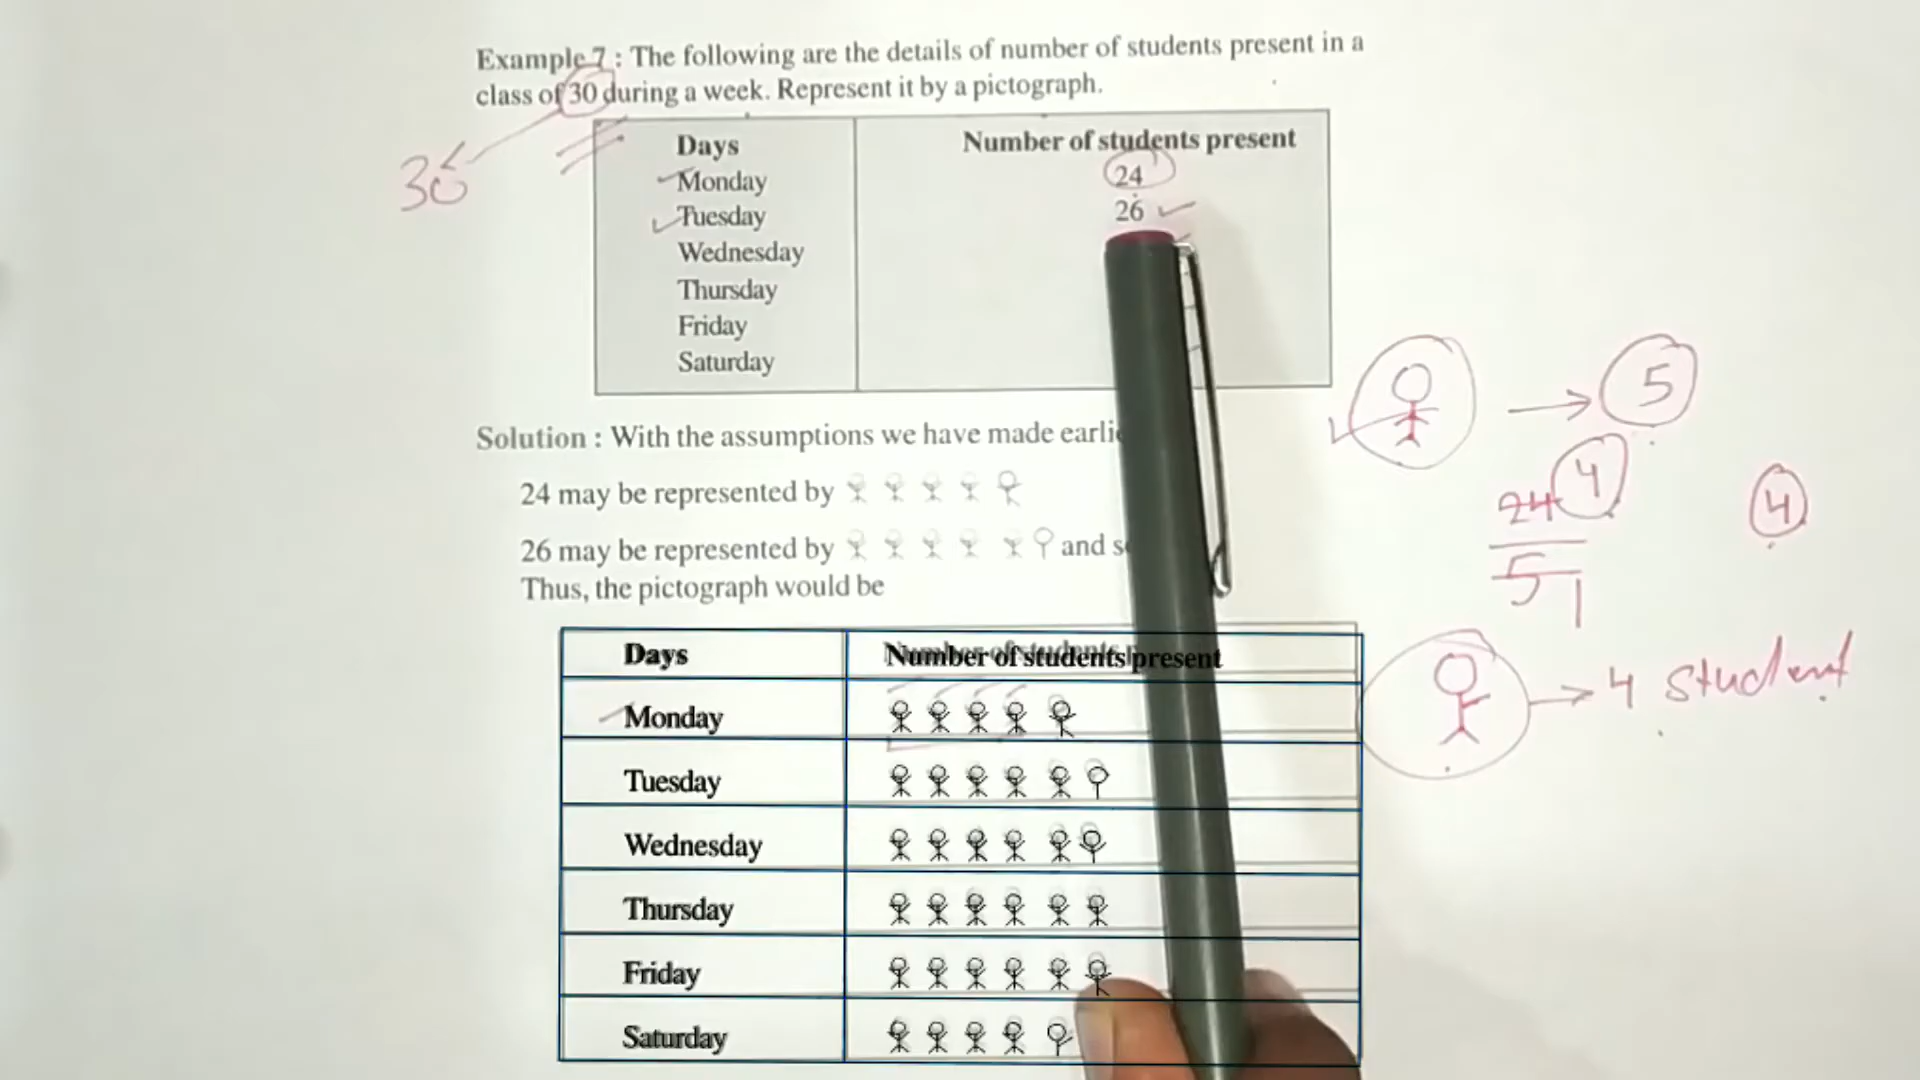 Example 7 : The following are the details of number of students present in a
class of 30 during a week. Represent it by a pictograph.
30
Days Number of students present
Monday 24
Tuesday 26
Wednesday
Thursday
Friday
Saturday
5
Solution : With the assumptions we have made
24 may be represented by
24 4
4
5
1
26 may be represented by and
Thus, the pictograph would be
Days Number of students present
4 student
Monday
Tuesday
Wednesday
Thursday
Friday
Saturday